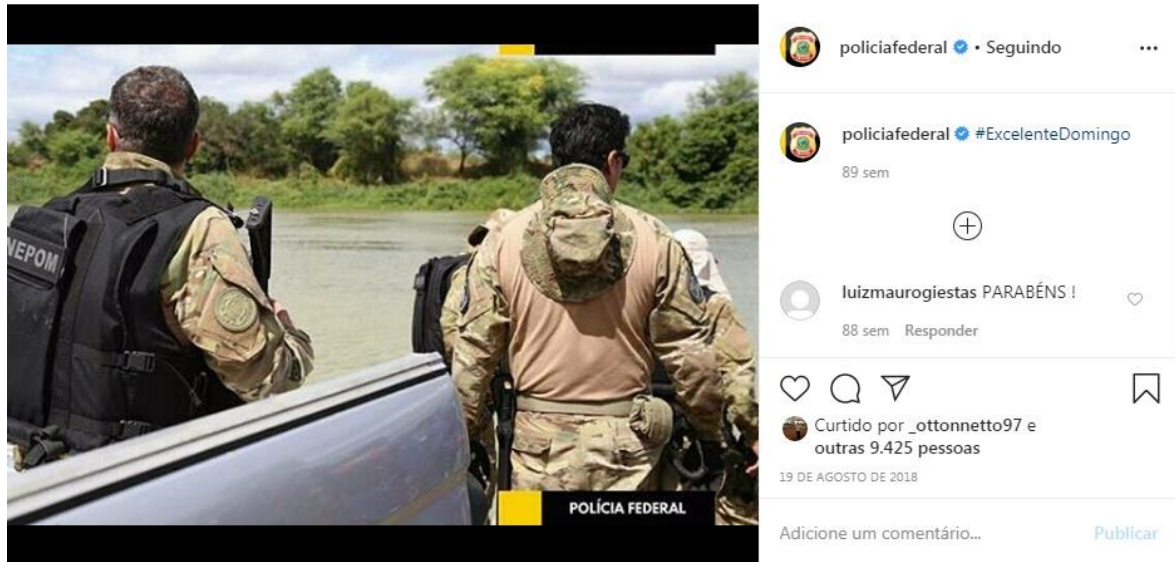 NEPOM
POLÍCIA FEDERAL
policiafederal • Seguindo
policiafederal #ExcelenteDomingo
89 sem
luizmaurogiestas PARABÉNS !
88 sem Responder
Curtido por _ottonnetto97 e
outras 9.425 pessoas
19 DE AGOSTO DE 2018
Adicione um comentário... Publicar